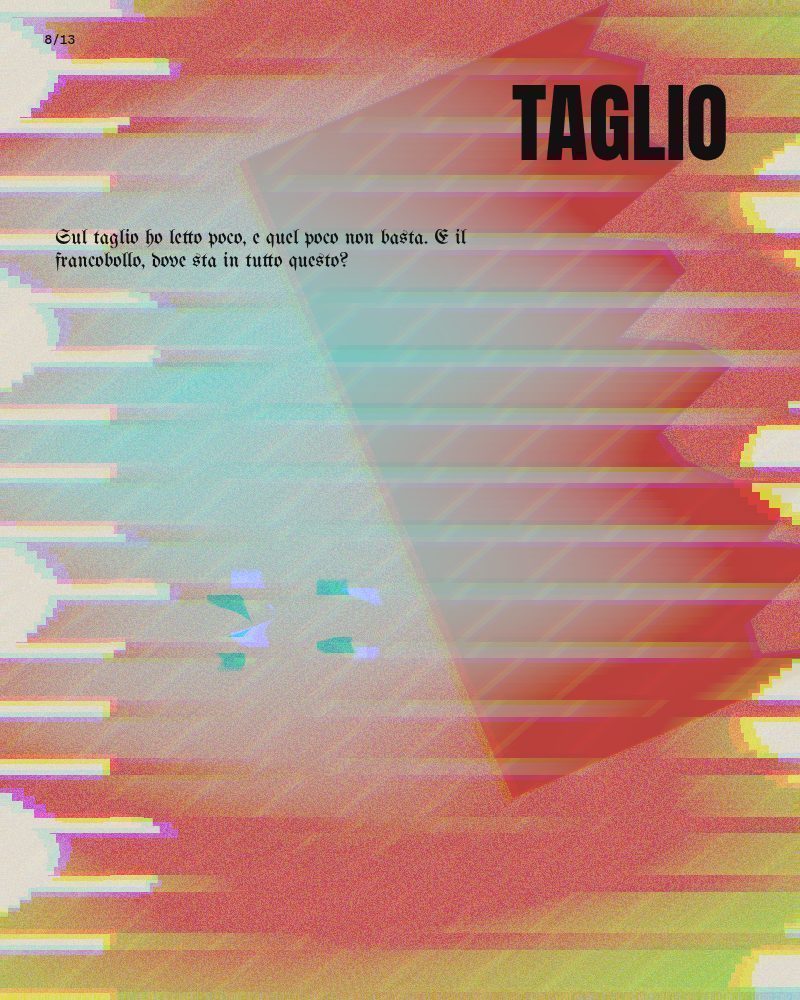 8/13
TAGLIO
Sul taglio ho letto poco, e quel poco non basta. E il
francobollo, dove sta in tutto questo?